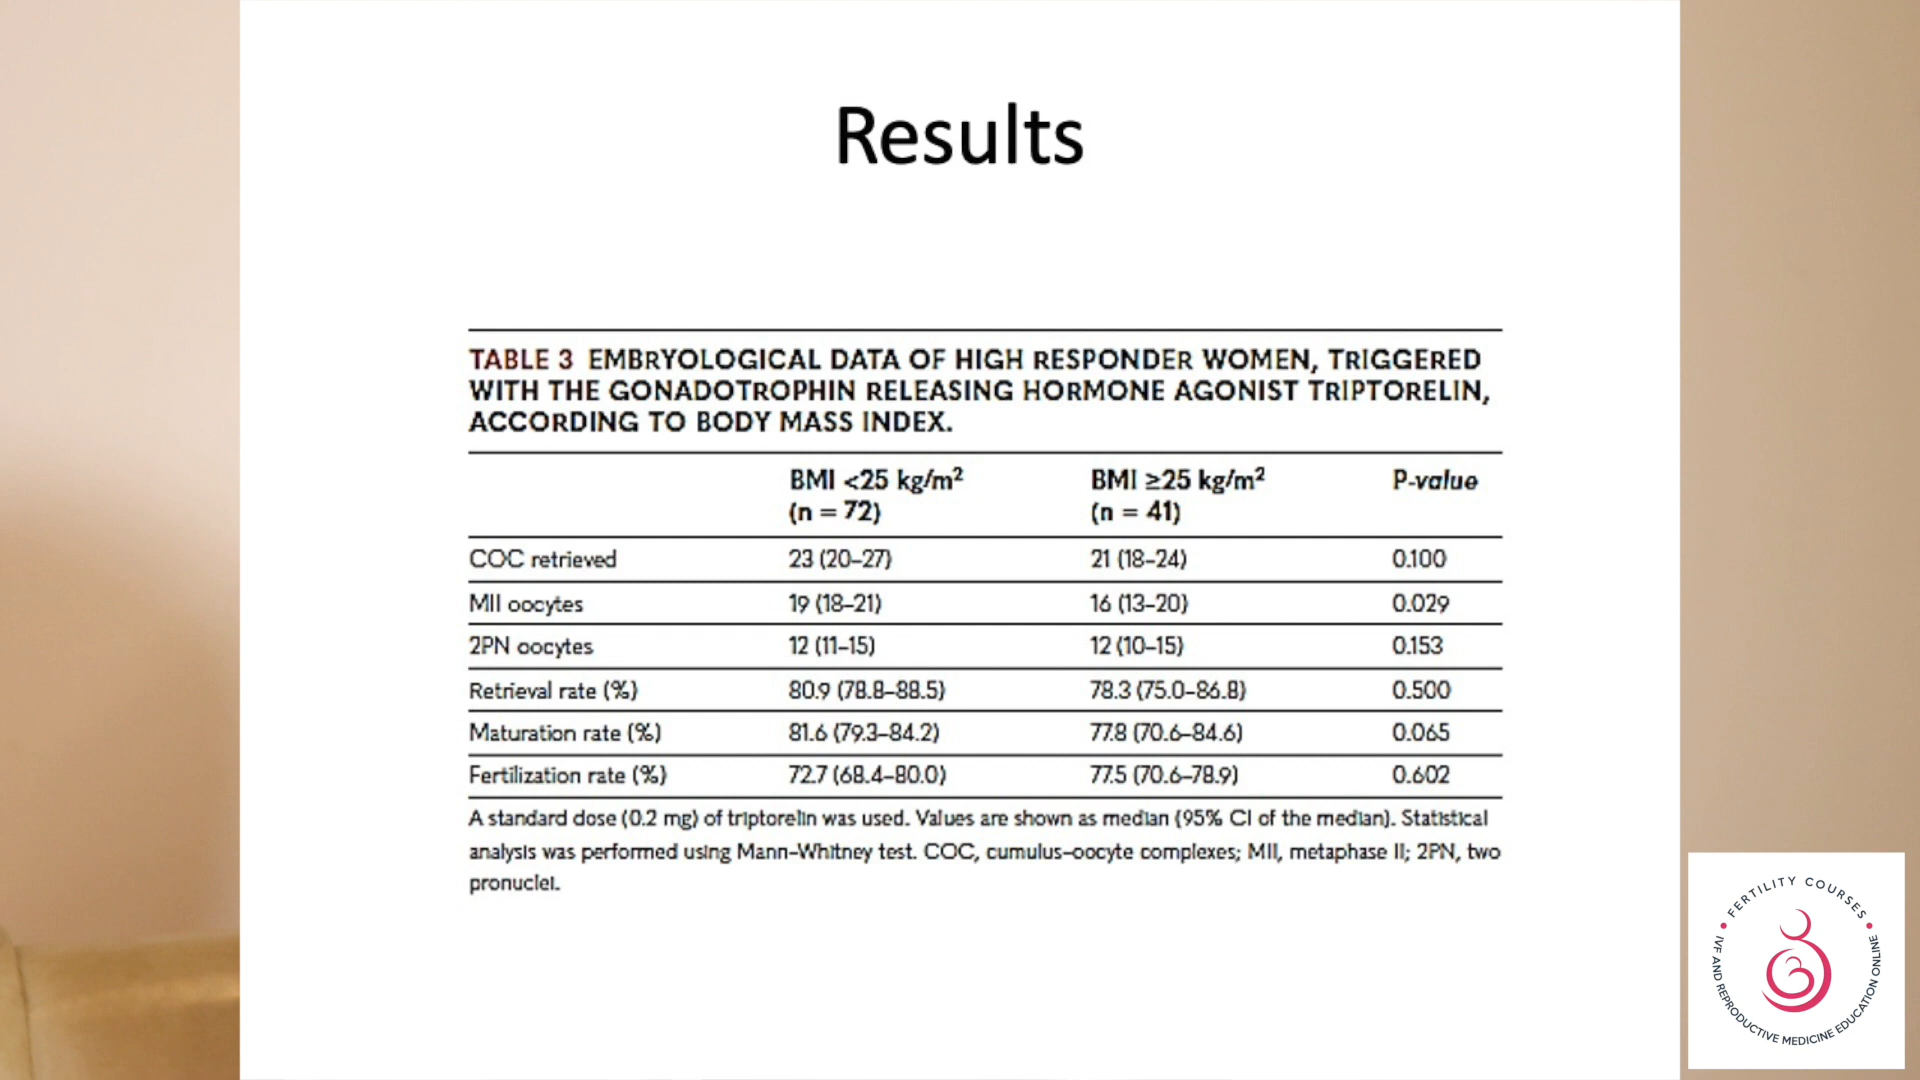 Results
TABLE 3 EMBRYOLOGICAL DATA OF HIGH RESPONDER WOMEN, TRIGGERED
WITH THE GONADOTROPHIN RELEASING HORMONE AGONIST TRIPTORELIN,
ACCORDING TO BODY MASS INDEX.
BMI <25 kg/m² BMI ≥25 kg/m² P-value
(n = 72) (n = 41)
COC retrieved 23 (20–27) 21 (18–24) 0.100
MII oocytes 19 (18–21) 16 (13–20) 0.029
2PN oocytes 12 (11–15) 12 (10–15) 0.153
Retrieval rate (%) 80.9 (78.8–88.5) 78.3 (75.0–86.8) 0.500
Maturation rate (%) 81.6 (79.3–84.2) 77.8 (70.6–84.6) 0.065
Fertilization rate (%) 72.7 (68.4–80.0) 77.5 (70.6–78.9) 0.602
A standard dose (0.2 mg) of triptorelin was used. Values are shown as median (95% CI of the median). Statistical
analysis was performed using Mann–Whitney test. COC, cumulus–oocyte complexes; MII, metaphase II; 2PN, two
pronuclei.
FERTILITY COURSES
IVF AND REPRODUCTIVE MEDICINE EDUCATION ONLINE